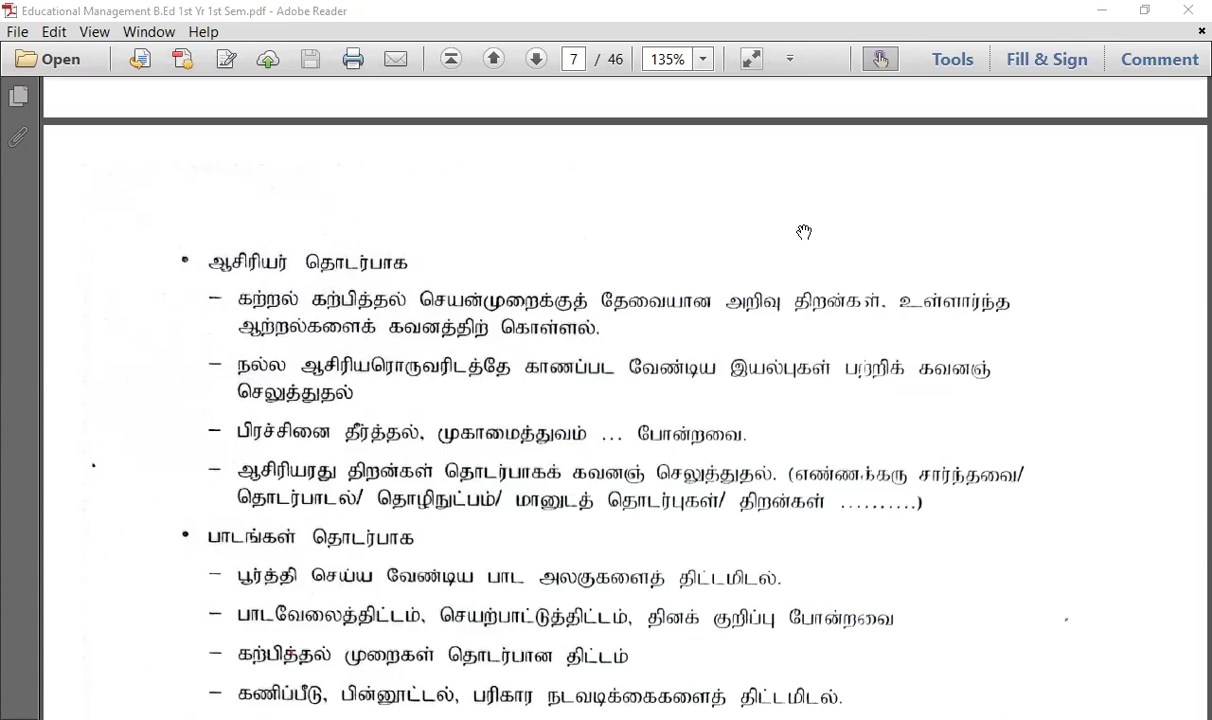 Educational Management B.Ed 1st Yr 1st Sem.pdf - Adobe Reader
File Edit View Window Help
Open 7 / 46 135% Tools Fill & Sign Comment
• ஆசிரியர் தொடர்பாக
– கற்றல் கற்பித்தல் செயன்முறைக்குத் தேவையான அறிவு திறன்கள். உள்ளார்ந்த
ஆற்றல்களைக் கவனத்திற் கொள்ளல்.
– நல்ல ஆசிரியரொருவரிடத்தே காணப்பட வேண்டிய இயல்புகள் பற்றிக் கவனஞ்
செலுத்துதல்
– பிரச்சினை தீர்த்தல், முகாமைத்துவம் ... போன்றவை.
– ஆசிரியரது திறன்கள் தொடர்பாகக் கவனஞ் செலுத்துதல். (எண்ணக்கரு சார்ந்தவை/
தொடர்பாடல்/ தொழிநுட்பம்/ மானுடத் தொடர்புகள்/ திறன்கள் ..........)
• பாடங்கள் தொடர்பாக
– பூர்த்தி செய்ய வேண்டிய பாட அலகுகளைத் திட்டமிடல்.
– பாடவேலைத்திட்டம், செயற்பாட்டுத்திட்டம், தினக் குறிப்பு போன்றவை
– கற்பித்தல் முறைகள் தொடர்பான திட்டம்
– கணிப்பீடு, பின்னூட்டல், பரிகார நடவடிக்கைகளைத் திட்டமிடல்.